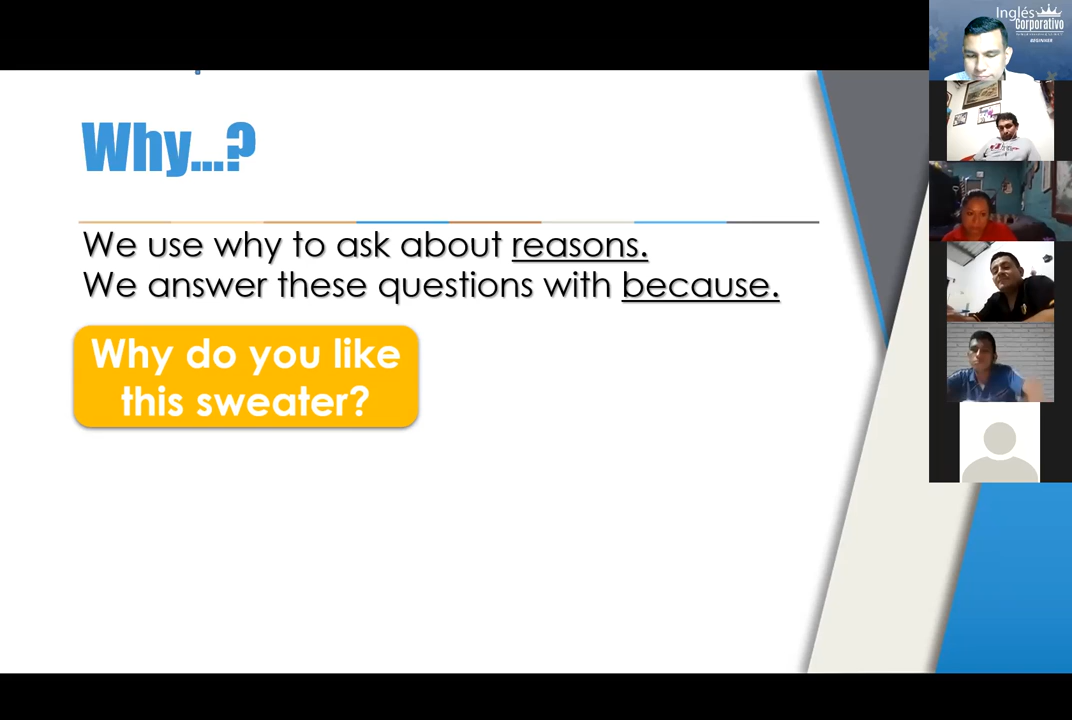 Why...?
We use why to ask about reasons.
We answer these questions with because.
Why do you like
this sweater?
Inglés
Corporativo
BEGINNER